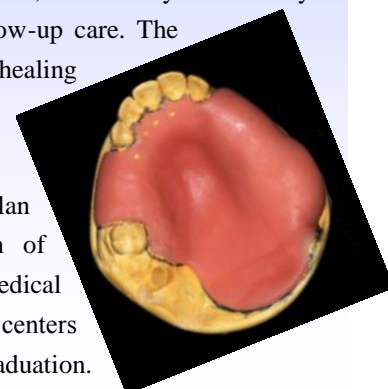 ow-up care. The
healing
lan
of
edical
centers
aduation.